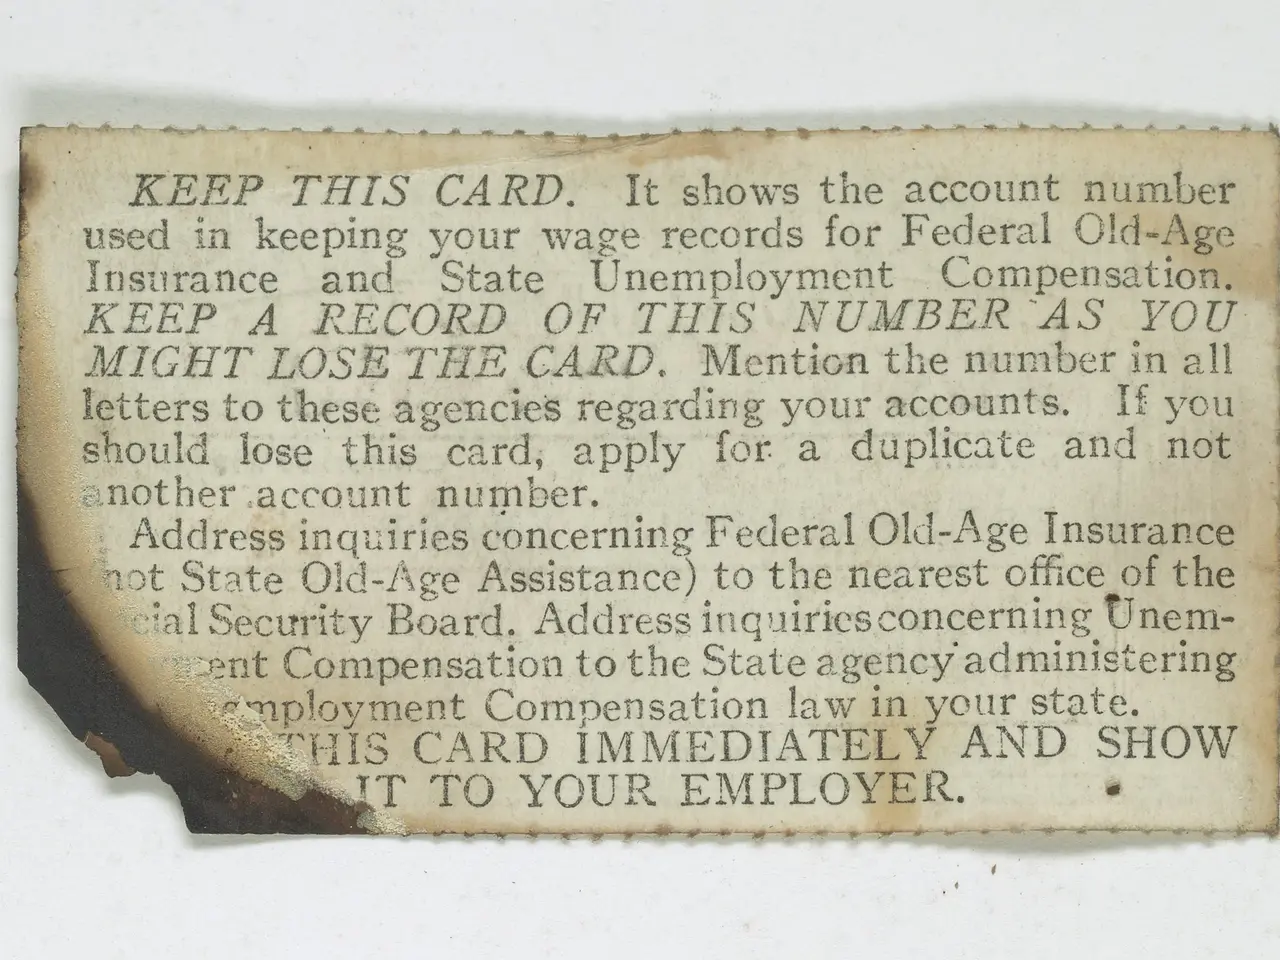 KEEP THIS CARD. It shows the account number
used in keeping your wage records for Federal Old-Age
Insurance and State Unemployment Compensation.
KEEP A RECORD OF THIS NUMBER AS YOU
MIGHT LOSE THE CARD. Mention the number in all
letters to these agencies regarding your accounts. If you
should lose this card, apply for a duplicate and not
another account number.
Address inquiries concerning Federal Old-Age Insurance
not State Old-Age Assistance) to the nearest office of the
cial Security Board. Address inquiries concerning Unem-
ent Compensation to the State agency administering
employment Compensation law in your state.
THIS CARD IMMEDIATELY AND SHOW
IT TO YOUR EMPLOYER.